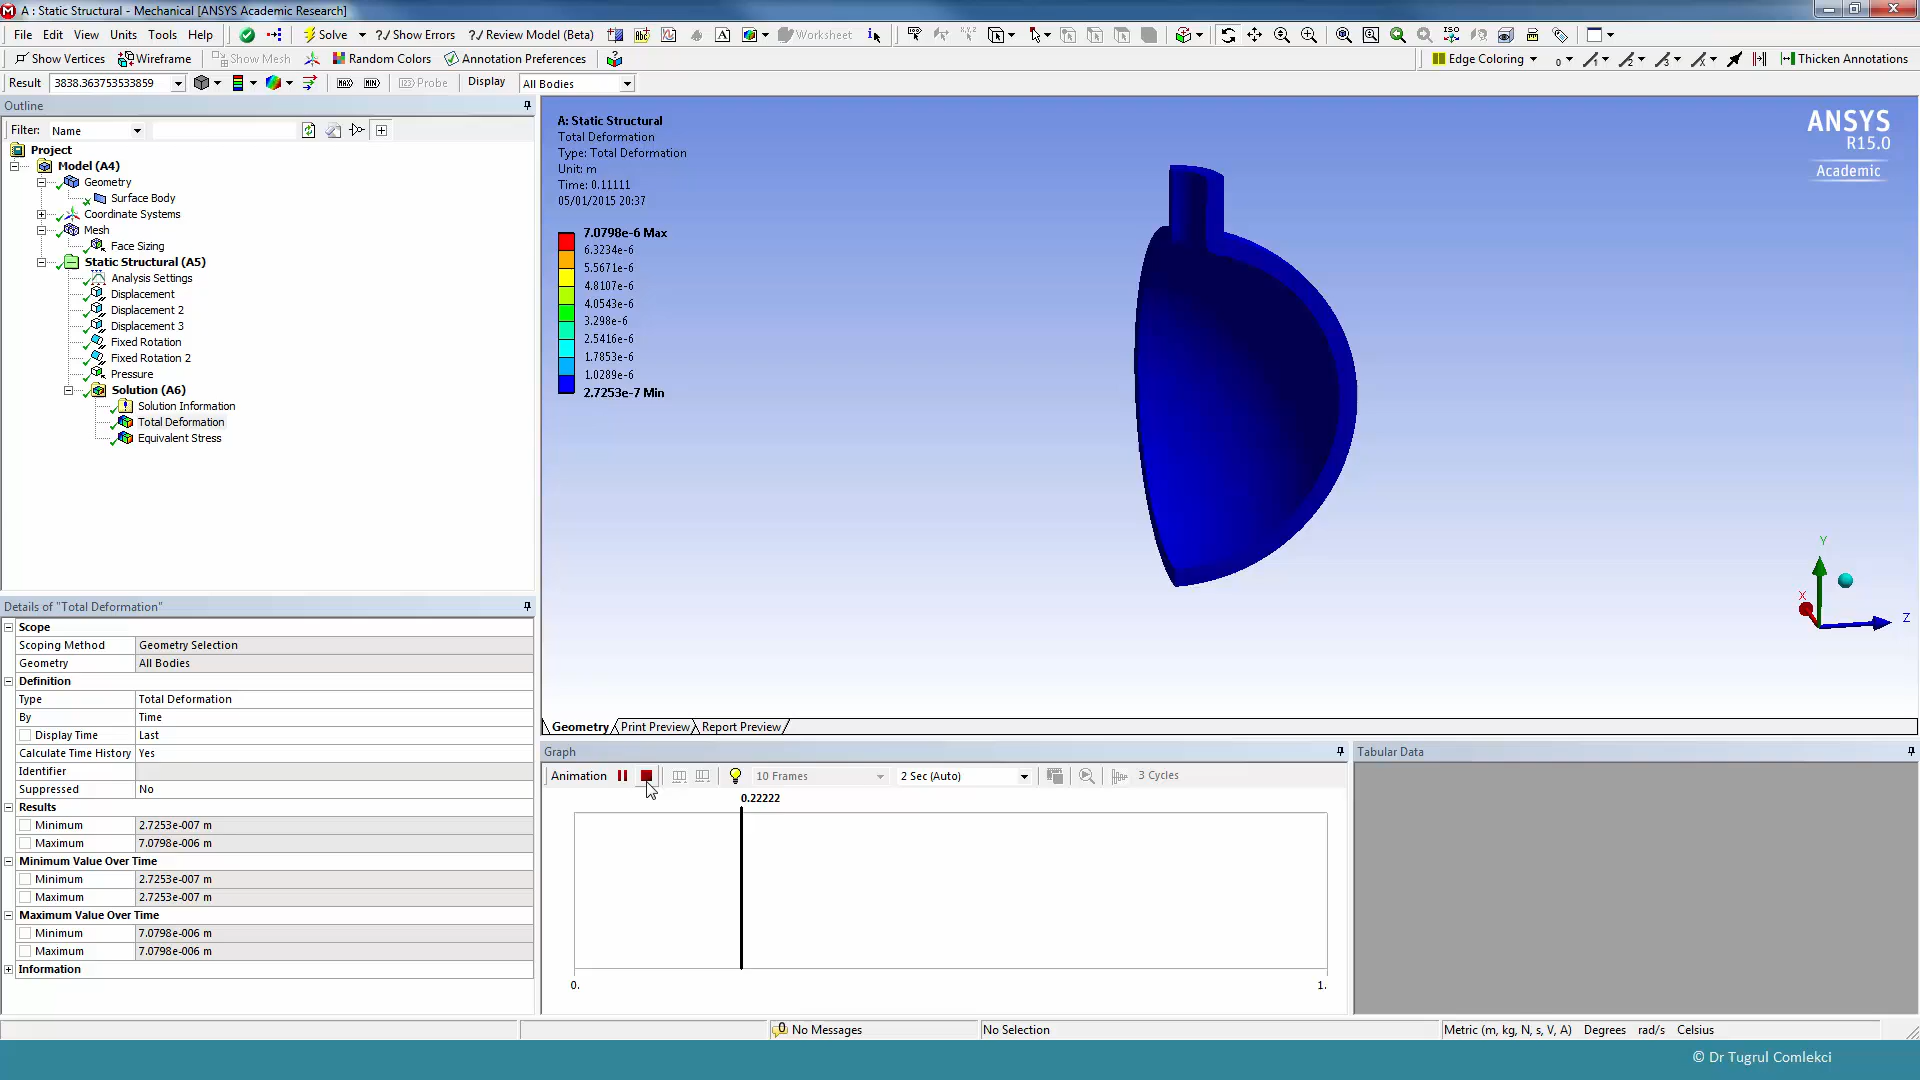 A : Static Structural - Mechanical [ANSYS Academic Research]
File Edit View Units Tools Help Solve ?/ Show Errors ?/ Review Model (Beta) Worksheet
Show Vertices Wireframe Show Mesh Random Colors Annotation Preferences Edge Coloring Thicken Annotations
Result 3838.363753533859 MAX MIN Probe Display All Bodies
Outline
Filter: Name
Project
Model (A4)
Geometry
Surface Body
Coordinate Systems
Mesh
Face Sizing
Static Structural (A5)
Analysis Settings
Displacement
Displacement 2
Displacement 3
Fixed Rotation
Fixed Rotation 2
Pressure
Solution (A6)
Solution Information
Total Deformation
Equivalent Stress
Details of "Total Deformation"
Scope
Scoping Method Geometry Selection
Geometry All Bodies
Definition
Type Total Deformation
By Time
Display Time Last
Calculate Time History Yes
Identifier
Suppressed No
Results
Minimum 2.7253e-007 m
Maximum 7.0798e-006 m
Minimum Value Over Time
Minimum 2.7253e-007 m
Maximum 2.7253e-007 m
Maximum Value Over Time
Minimum 7.0798e-006 m
Maximum 7.0798e-006 m
Information
A: Static Structural
Total Deformation
Type: Total Deformation
Unit: m
Time: 0.11111
05/01/2015 20:37
7.0798e-6 Max
6.3234e-6
5.5671e-6
4.8107e-6
4.0543e-6
3.298e-6
2.5416e-6
1.7853e-6
1.0289e-6
2.7253e-7 Min
ANSYS
R15.0
Academic
Y
X
Z
Geometry Print Preview Report Preview
Graph
Animation 10 Frames 2 Sec (Auto) 3 Cycles
0.22222
0. 1.
Tabular Data
No Messages No Selection Metric (m, kg, N, s, V, A) Degrees rad/s Celsius
© Dr Tugrul Comlekci